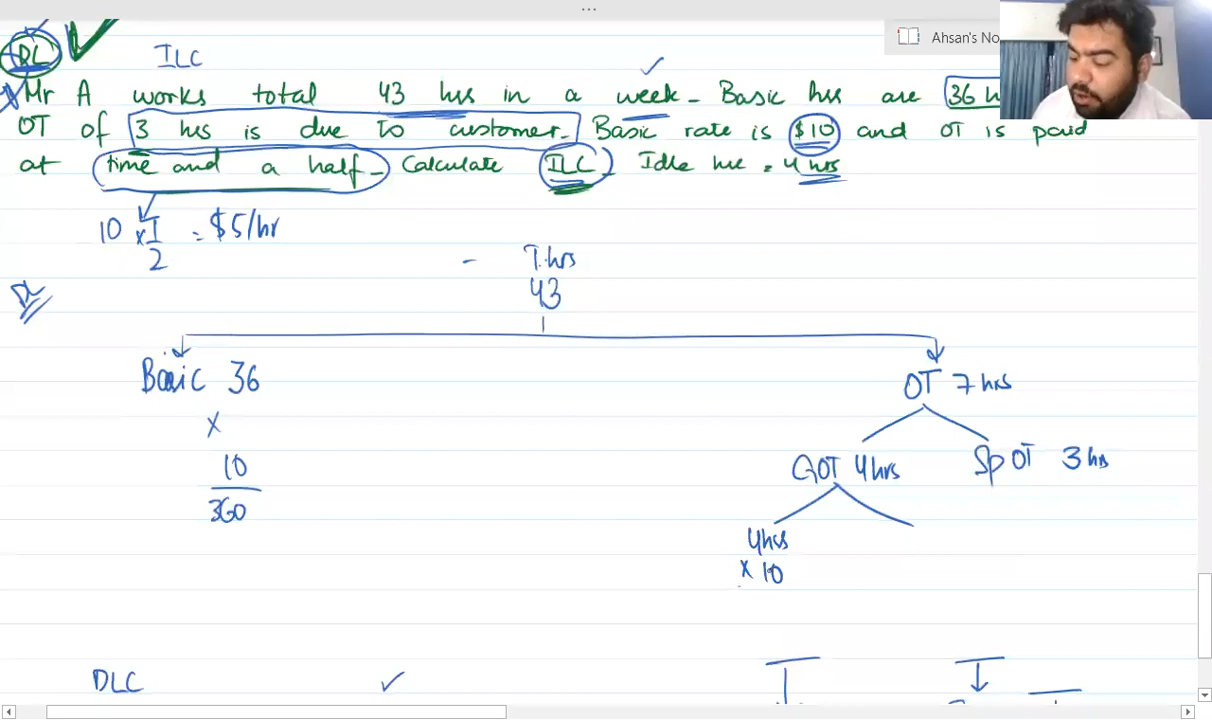 ...
Ahsan's No
DL ILC
Mr A works total 43 hrs in a week. Basic hrs are 36 h
OT of 3 hrs is due to customer. Basic rate is $10 and OT is paid
at time and a half. Calculate ILC. Idle hrs = 4 hrs
10 x 1 = $5/hr
2
- T.hrs
DL 43
Basic 36 OT 7 hrs
x
10 GOT 4 hrs Sp OT 3 hrs
360
4 hrs
x 10
DLC